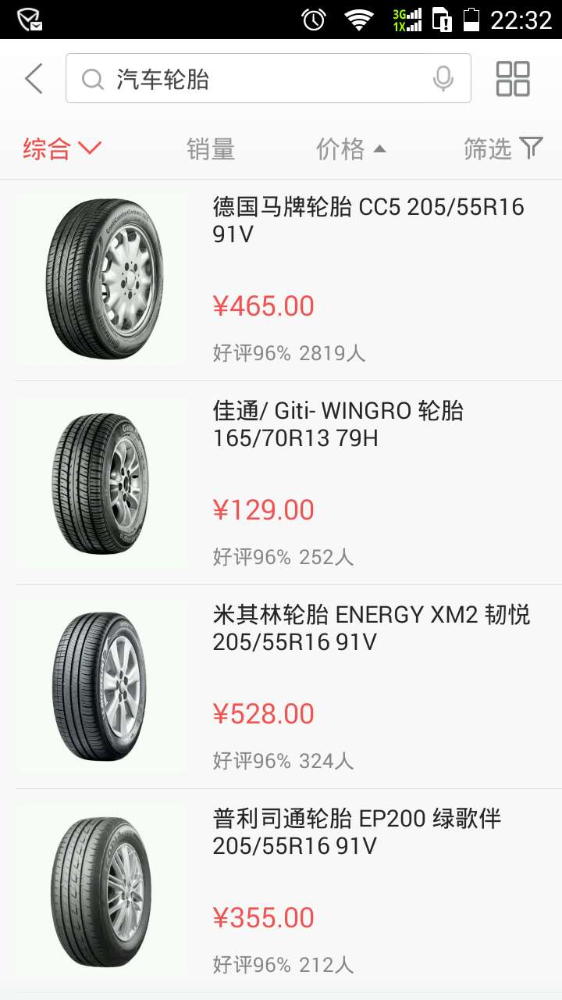 3G
1X
22:32
汽车轮胎
综合
销量
价格
筛选
德国马牌轮胎 CC5 205/55R16
91V
¥465.00
好评96% 2819人
佳通/ Giti- WINGRO 轮胎
165/70R13 79H
¥129.00
好评96% 252人
米其林轮胎 ENERGY XM2 韧悦
205/55R16 91V
¥528.00
好评96% 324人
普利司通轮胎 EP200 绿歌伴
205/55R16 91V
¥355.00
好评96% 212人